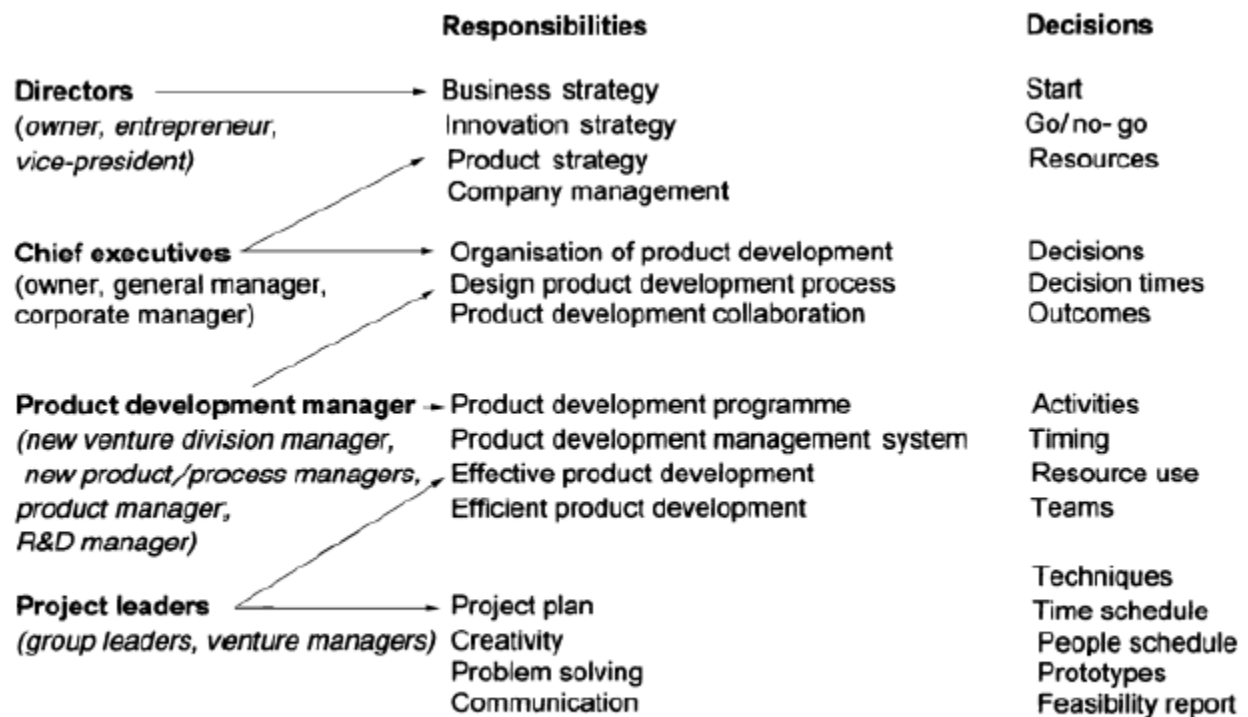 Responsibilities Decisions
Directors Business strategy Start
(owner, entrepreneur, Innovation strategy Go/no-go
vice-president) Product strategy Resources
Company management
Chief executives Organisation of product development Decisions
(owner, general manager, Design product development process Decision times
corporate manager) Product development collaboration Outcomes
Product development manager Product development programme Activities
(new venture division manager, Product development management system Timing
new product/process managers, Effective product development Resource use
product manager, Efficient product development Teams
R&D manager)
Techniques
Project leaders Project plan Time schedule
(group leaders, venture managers) Creativity People schedule
Problem solving Prototypes
Communication Feasibility report